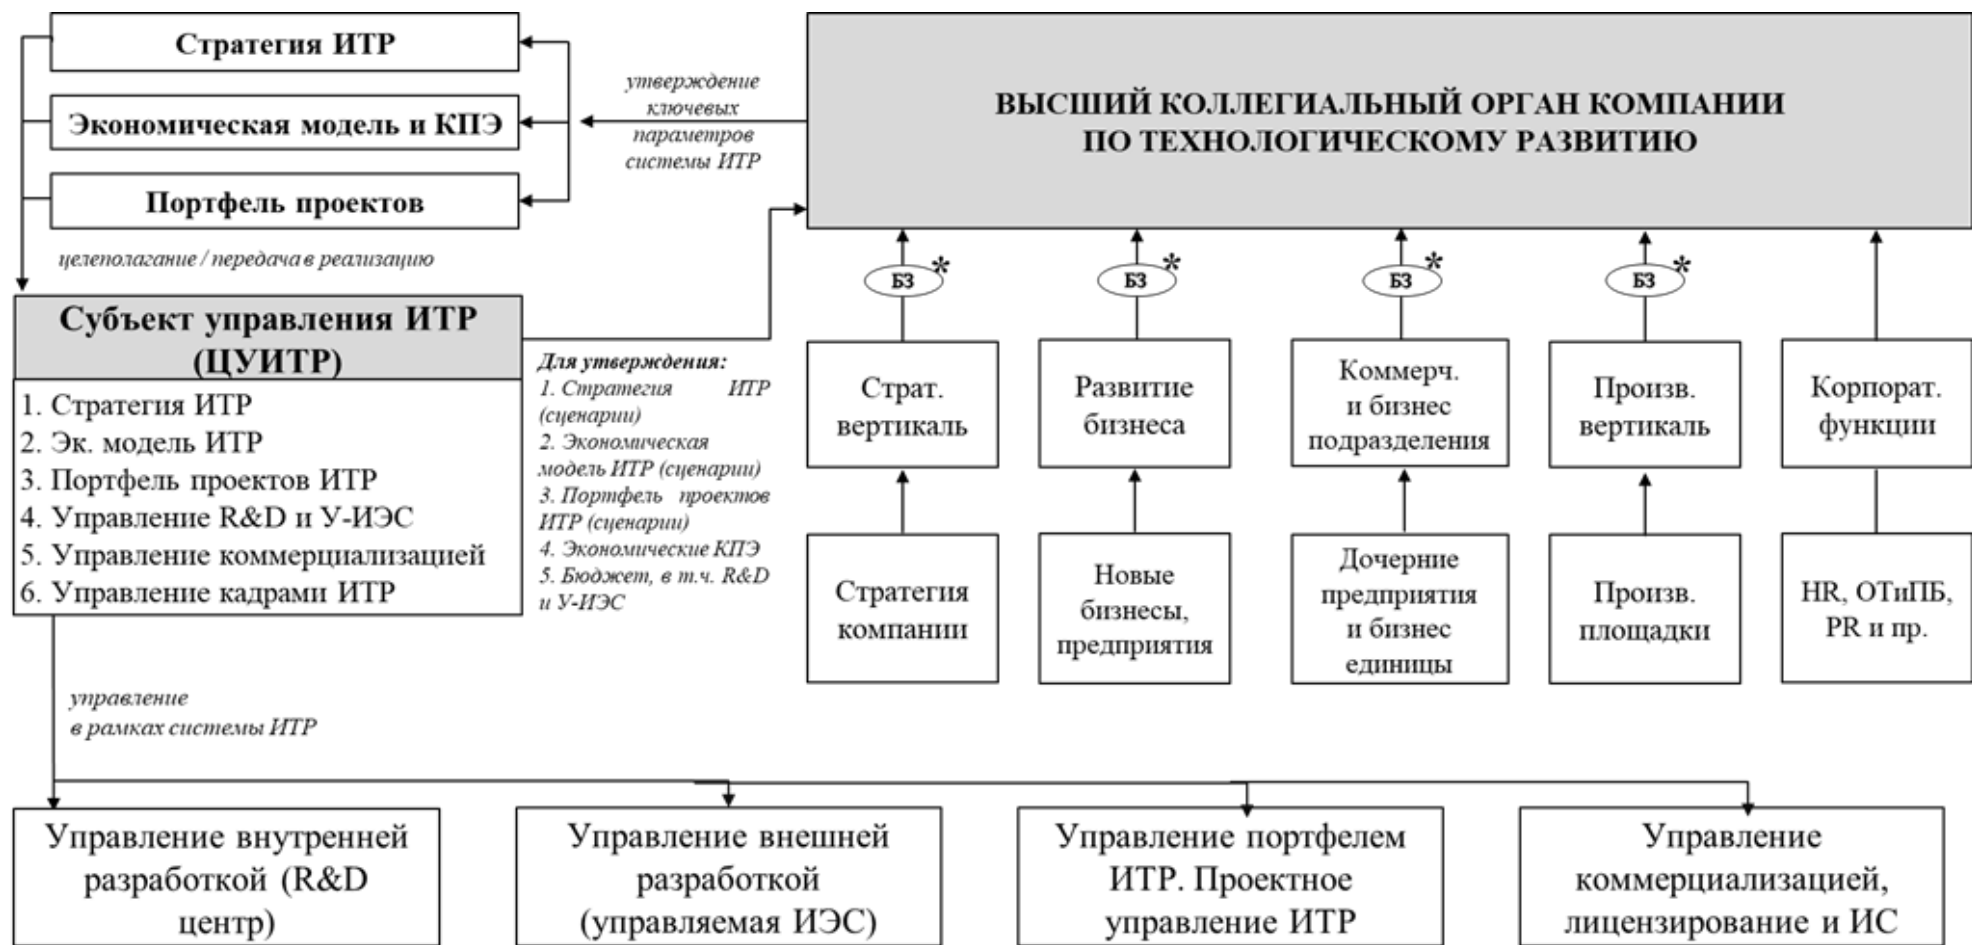 Стратегия ИТР
Экономическая модель и КПЭ
Портфель проектов
целеполагание / передача в реализацию
утверждение
ключевых
параметров
системы ИТР
ВЫСШИЙ КОЛЛЕГИАЛЬНЫЙ ОРГАН КОМПАНИИ
ПО ТЕХНОЛОГИЧЕСКОМУ РАЗВИТИЮ
Субъект управления ИТР
(ЦУИТР)
1. Стратегия ИТР
2. Эк. модель ИТР
3. Портфель проектов ИТР
4. Управление R&D и У-ИЭС
5. Управление коммерциализацией
6. Управление кадрами ИТР
Для утверждения:
1. Стратегия ИТР
(сценарии)
2. Экономическая
модель ИТР (сценарии)
3. Портфель проектов
ИТР (сценарии)
4. Экономические КПЭ
5. Бюджет, в т.ч. R&D
и У-ИЭС
БЗ *
БЗ *
БЗ *
БЗ *
Страт.
вертикаль
Развитие
бизнеса
Коммерч.
и бизнес
подразделения
Произв.
вертикаль
Корпорат.
функции
Стратегия
компании
Новые
бизнесы,
предприятия
Дочерние
предприятия
и бизнес
единицы
Произв.
площадки
HR, ОТиПБ,
PR и пр.
управление
в рамках системы ИТР
Управление внутренней
разработкой (R&D
центр)
Управление внешней
разработкой
(управляемая ИЭС)
Управление портфелем
ИТР. Проектное
управление ИТР
Управление
коммерциализацией,
лицензирование и ИС